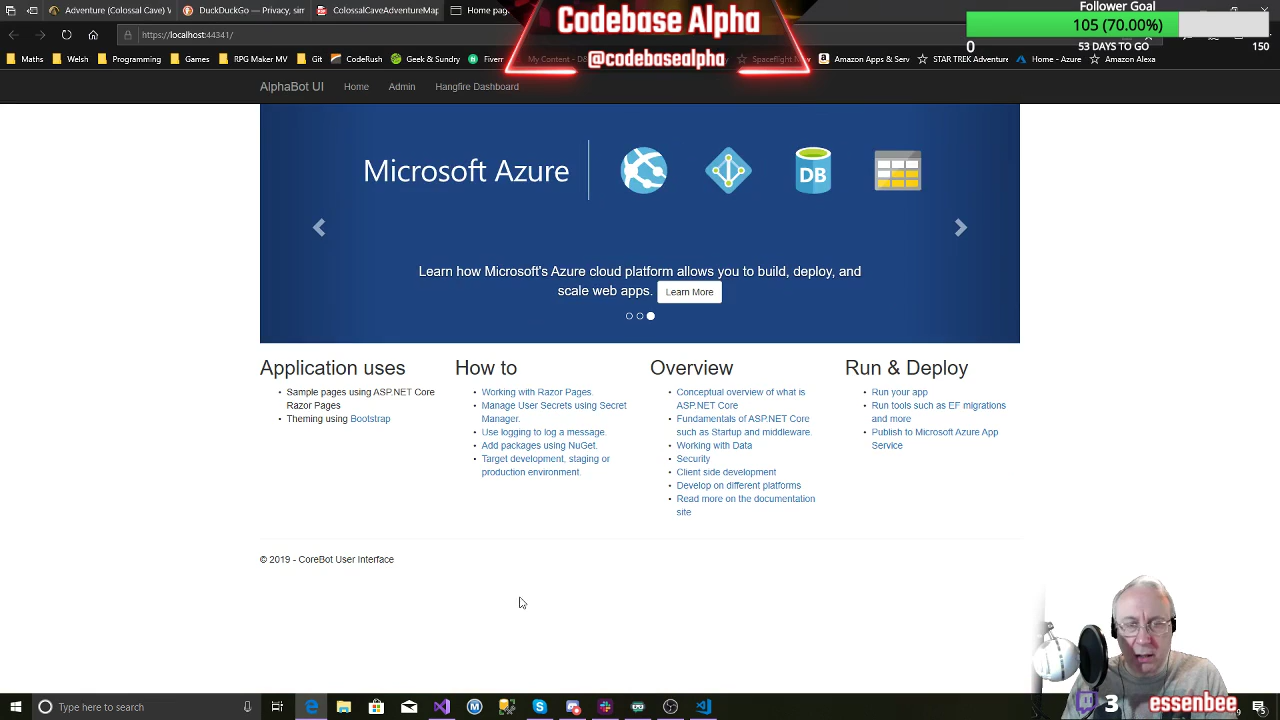 Adventure (Colossal Cave) V
DuckDuckGo — Privacy, sim
ColossalCaveAdventureMap
Home pag
Codebase Alpha
@codebasealpha
Follower Goal
105 (70.00%)
0
53 DAYS TO GO
150
https://localhost:44341/
Maths
Welsh
Programming
Games
RPG Maker MV
Git
CodeRush
Geek & Sundry
Fiverr
My Content - D&
Spaceflight
Amazon Apps & Serv
STAR TREK Adventure
Home - Azure
Amazon Alexa
AlphaBot UI
Home
Admin
Hangfire Dashboard
Microsoft Azure
DB
Learn how Microsoft's Azure cloud platform allows you to build, deploy, and
scale web apps.
Learn More
Application uses
Sample pages using ASP.NET Core
Razor Pages
Theming using Bootstrap
How to
Working with Razor Pages.
Manage User Secrets using Secret
Manager.
Use logging to log a message.
Add packages using NuGet.
Target development, staging or
production environment.
Overview
Conceptual overview of what is
ASP.NET Core
Fundamentals of ASP.NET Core
such as Startup and middleware.
Working with Data
Security
Client side development
Develop on different platforms
Read more on the documentation
site
Run & Deploy
Run your app
Run tools such as EF migrations
and more
Publish to Microsoft Azure App
Service
© 2019 - CoreBot User Interface
Type here to search
3
essenbee